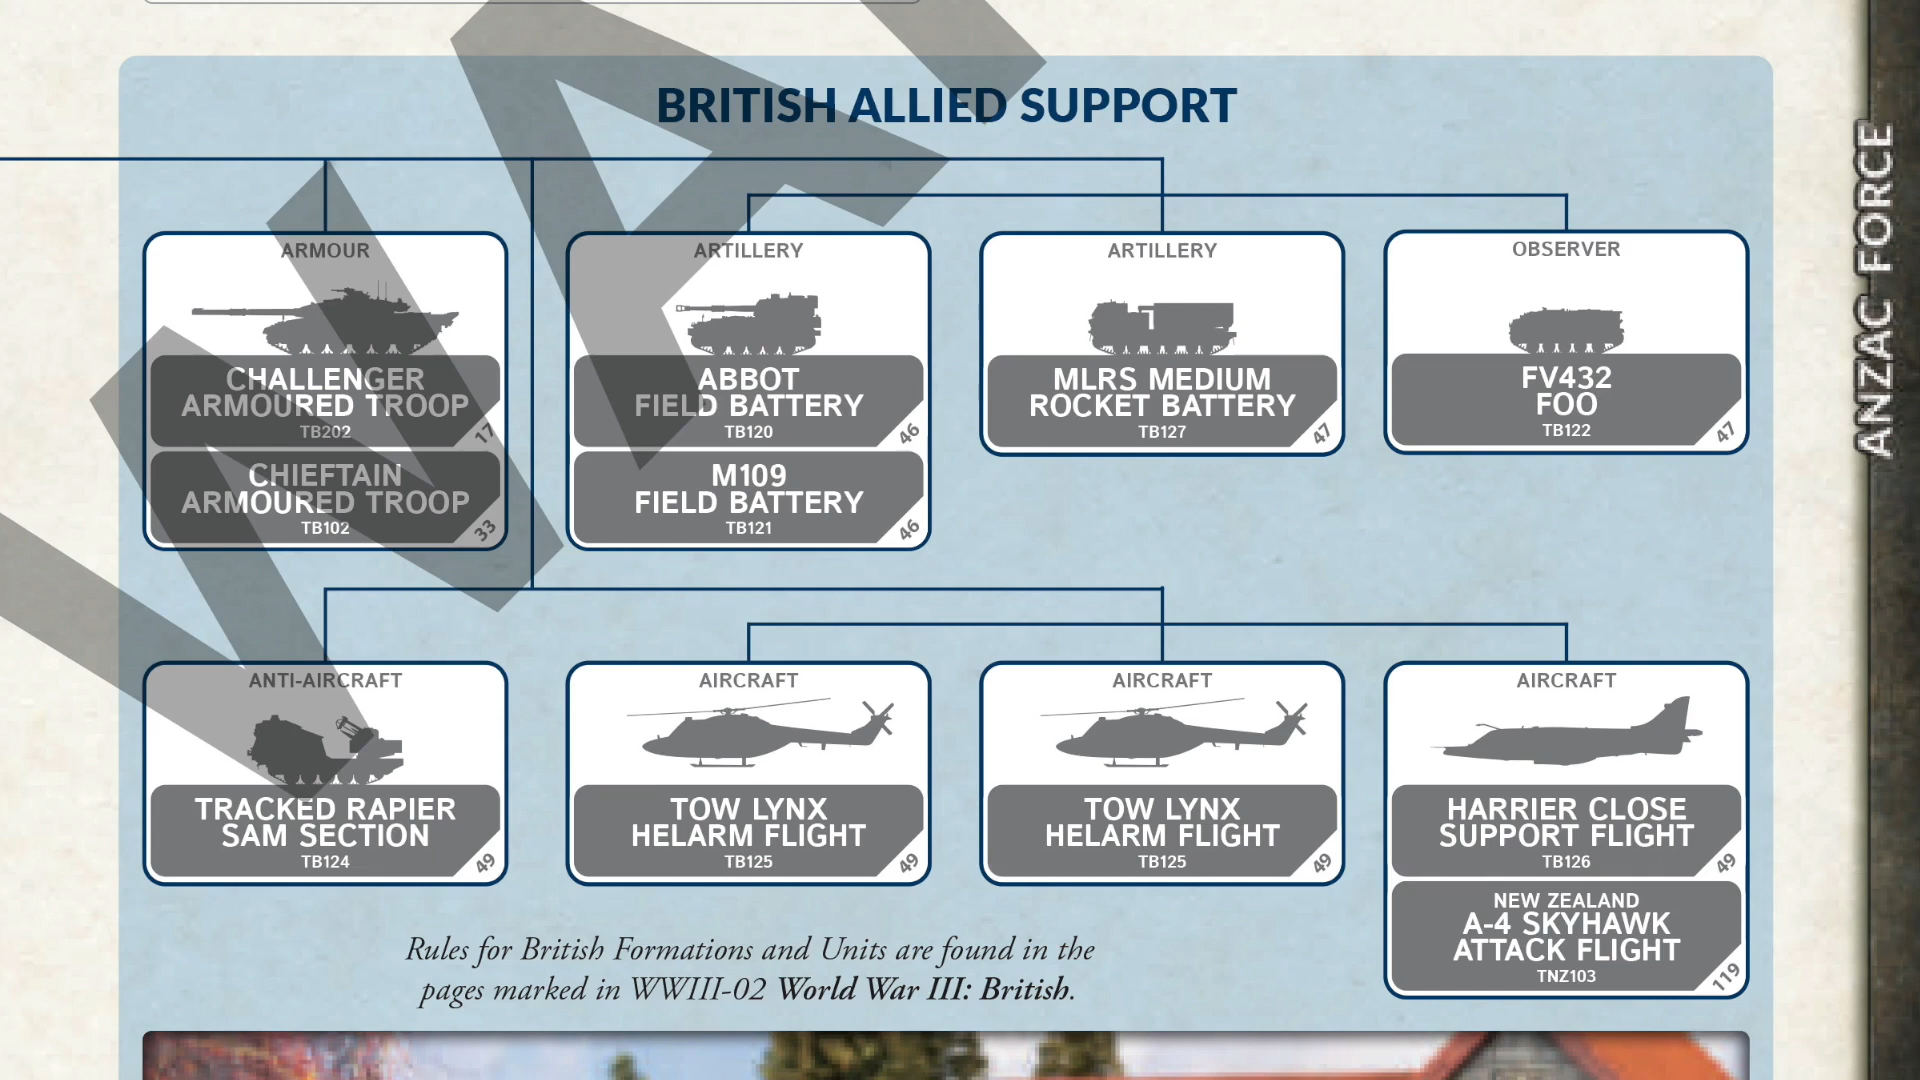 BRITISH ALLIED SUPPORT
ARMOUR
CHALLENGER
ARMOURED TROOP
TB202
17
CHIEFTAIN
ARMOURED TROOP
TB102
33
ARTILLERY
ABBOT
FIELD BATTERY
TB120
46
M109
FIELD BATTERY
TB121
46
ARTILLERY
MLRS MEDIUM
ROCKET BATTERY
TB127
47
OBSERVER
FV432
FOO
TB122
47
ANTI-AIRCRAFT
TRACKED RAPIER
SAM SECTION
TB124
49
AIRCRAFT
TOW LYNX
HELARM FLIGHT
TB125
49
AIRCRAFT
TOW LYNX
HELARM FLIGHT
TB125
49
AIRCRAFT
HARRIER CLOSE
SUPPORT FLIGHT
TB126
49
NEW ZEALAND
A-4 SKYHAWK
ATTACK FLIGHT
TNZ103
119
Rules for British Formations and Units are found in the
pages marked in WWIII-02 World War III: British.
ANZAC FORCE